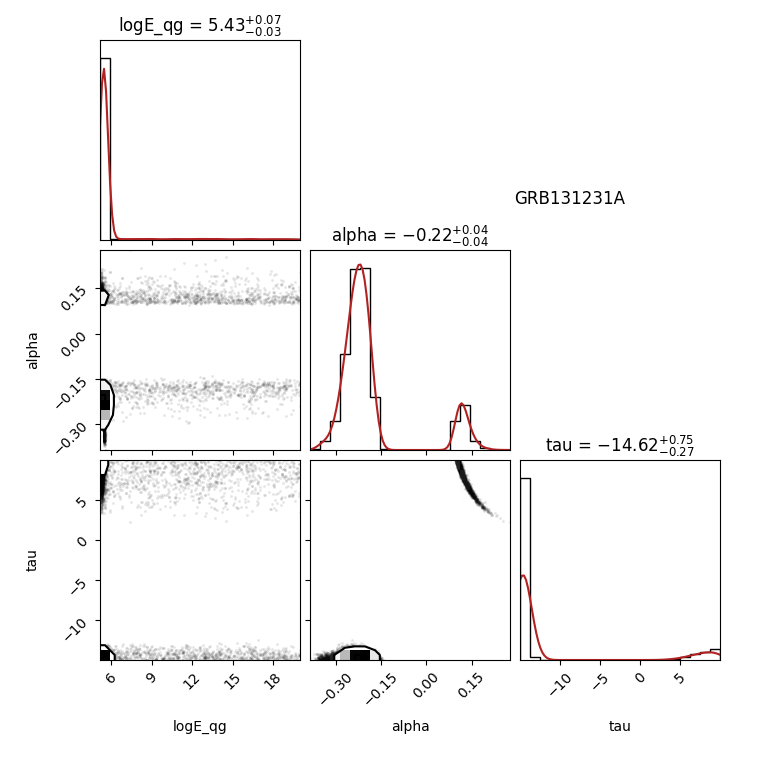 logE_qg = 5.43+0.07−0.03
GRB131231A
alpha = −0.22+0.04−0.04
alpha
0.15
0.00
−0.15
−0.30
tau = −14.62+0.75−0.27
tau
5
0
−5
−10
6 9 12 15 18
−0.30 −0.15 0.00 0.15
−10 −5 0 5
logE_qg alpha tau